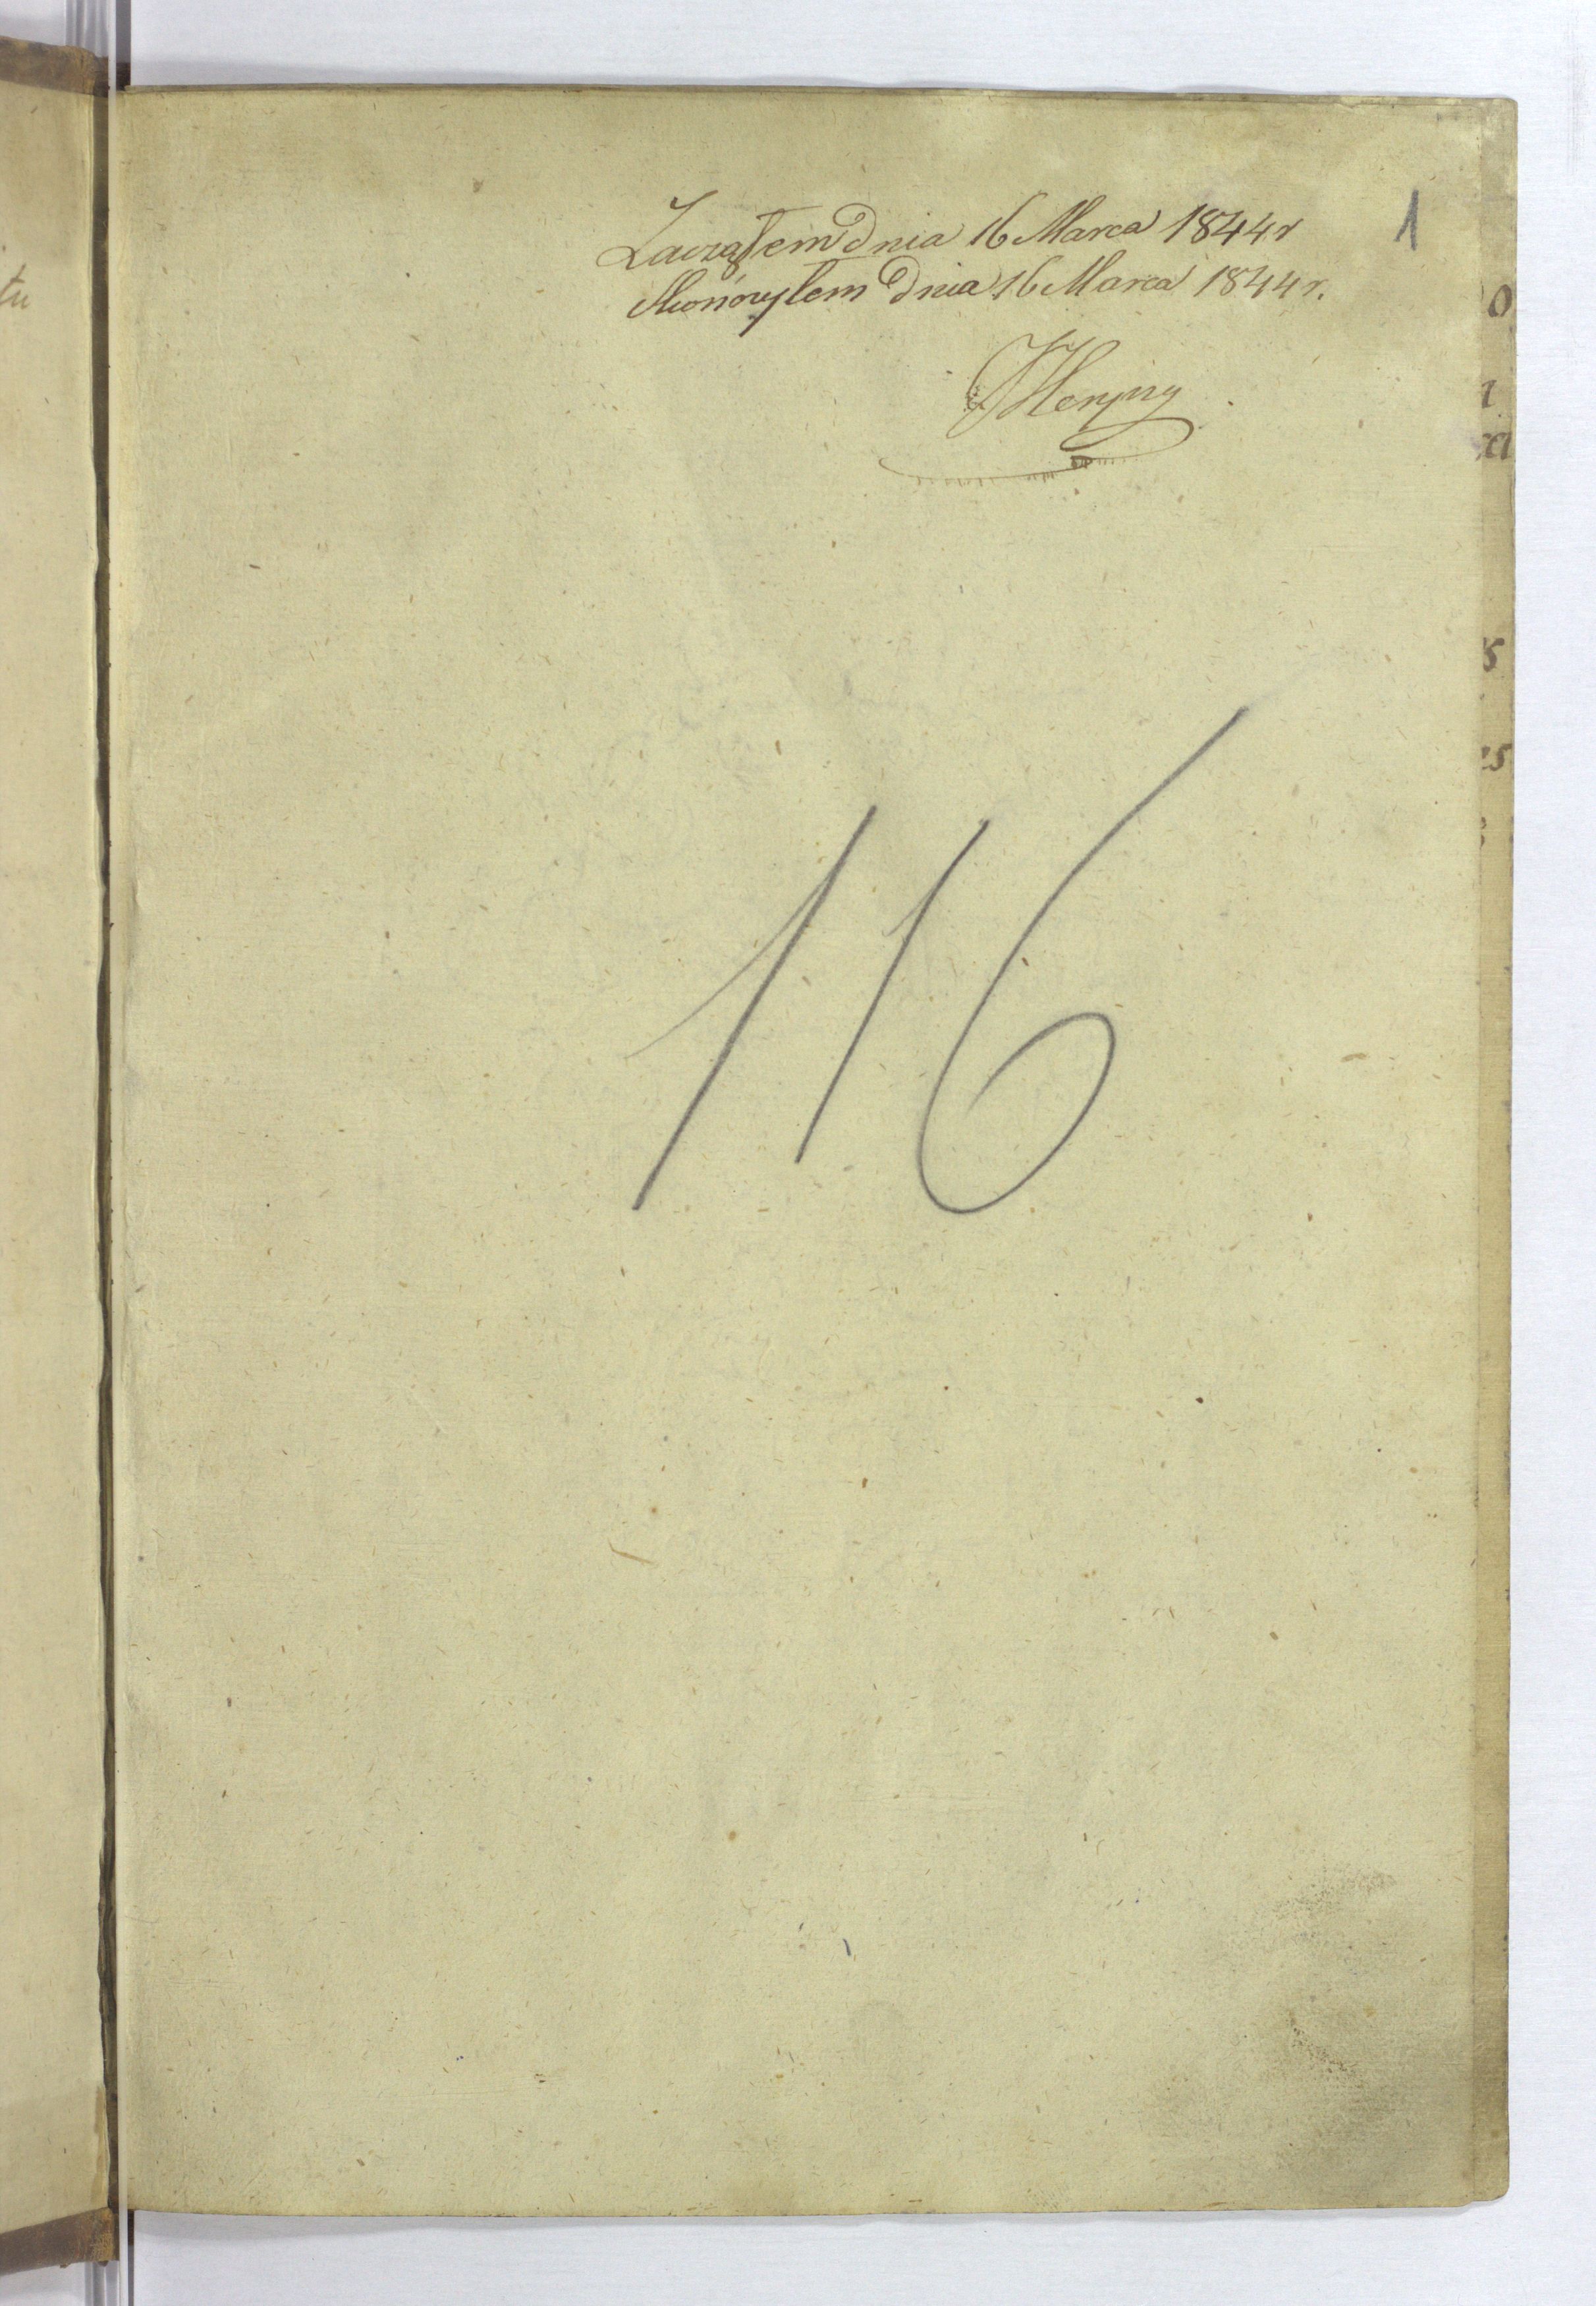 1
Zacząłem dnia 16 Marca 1844 r
Skończyłem dnia 16 Marca 1844 r.
116